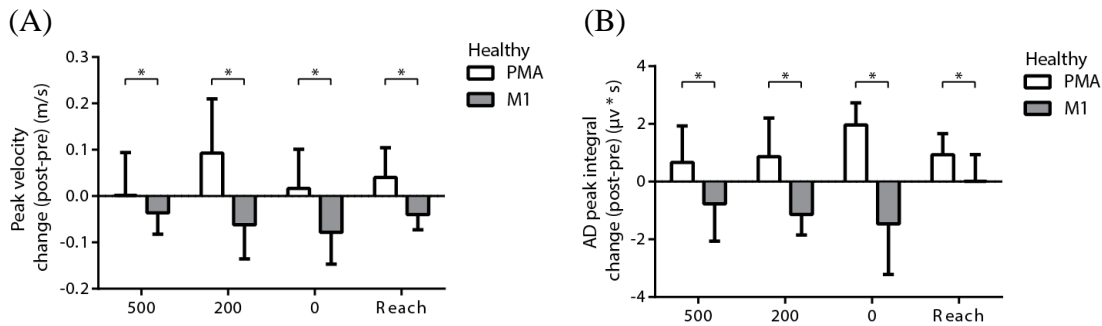 (A)
Peak velocity
change (post-pre) (m/s)
0.3
0.2
0.1
0.0
-0.1
-0.2
* * * *
500 200 0 Reach
Healthy
PMA
M1
(B)
AD peak integral
change (post-pre) (µv * s)
4
2
0
-2
-4
* * * *
500 200 0 Reach
Healthy
PMA
M1